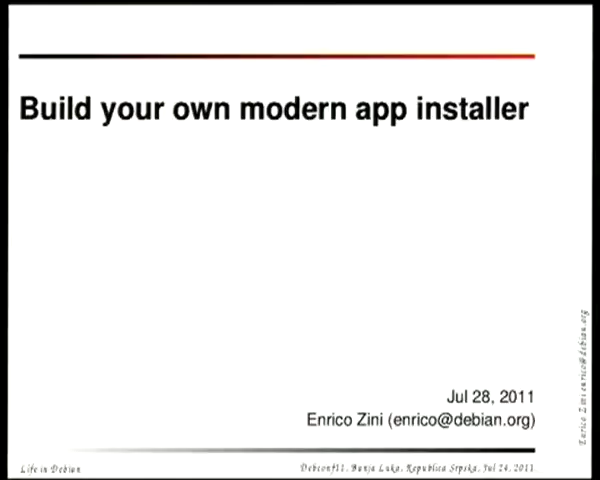 Build your own modern app installer
Jul 28, 2011
Enrico Zini (enrico@debian.org)
Enrico Zini enrico@debian.org
Life in Debian
Debconf11, Banja Luka, Republica Srpska, Jul 24, 2011